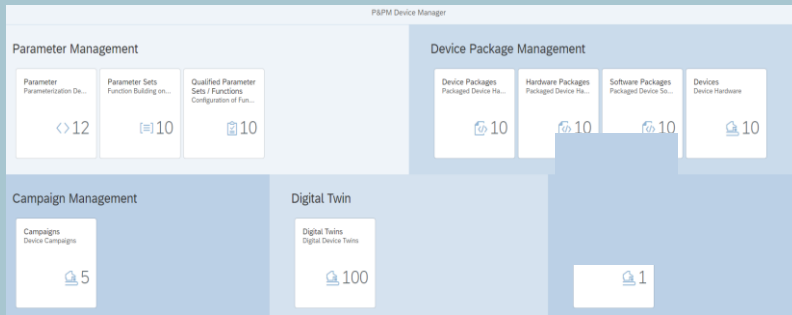 P&PM Device Manager
Parameter Management
Device Package Management
Parameter
Parameterization De...
12
Parameter Sets
Function Building on...
10
Qualified Parameter
Sets / Functions
Configuration of Fun...
10
Device Packages
Packaged Device Ha...
10
Hardware Packages
Packaged Device Ha...
10
Software Packages
Packaged Device So...
10
Devices
Device Hardware
10
Campaign Management
Digital Twin
Campaigns
Device Campaigns
5
Digital Twins
Digital Device Twins
100
1